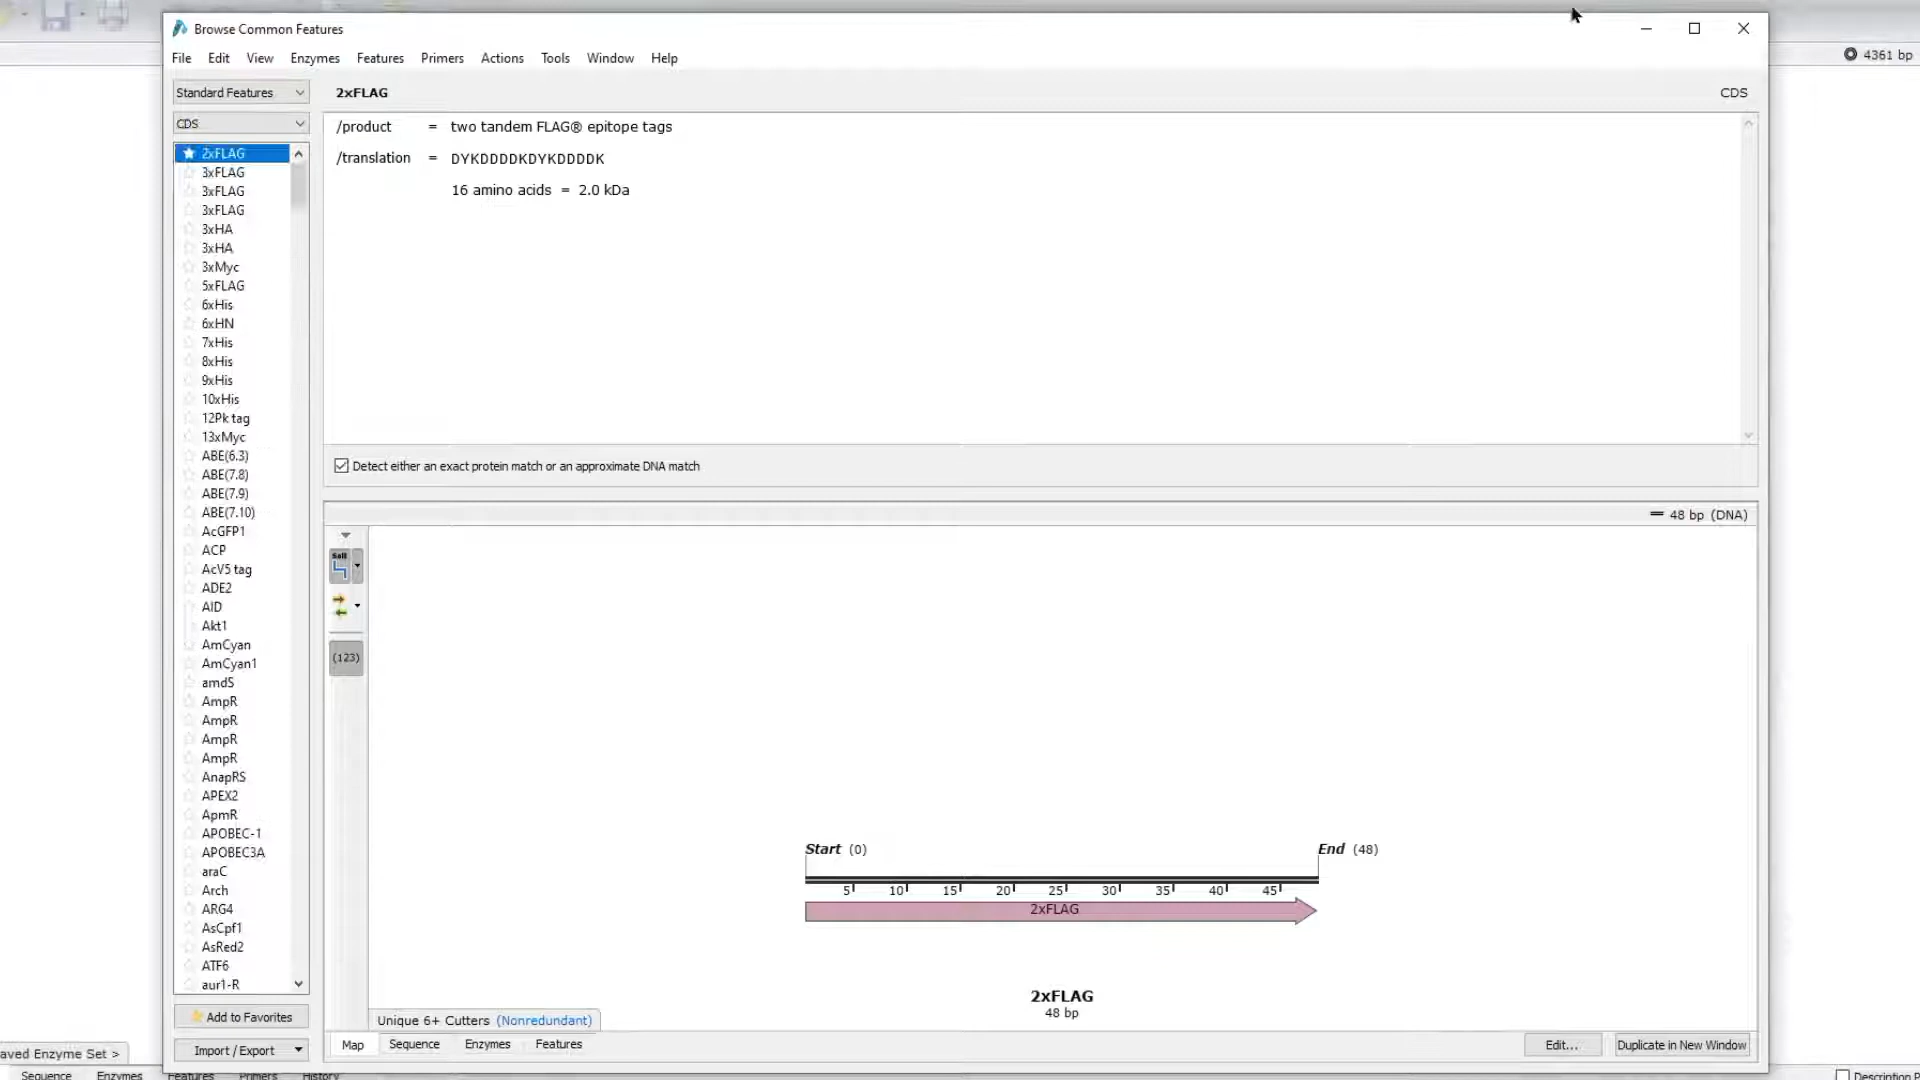 Browse Common Features
4361 bp
File Edit View Enzymes Features Primers Actions Tools Window Help
Standard Features
2xFLAG
CDS
CDS
/product = two tandem FLAG® epitope tags
/translation = DYKDDDDKDYKDDDDK
16 amino acids = 2.0 kDa
2xFLAG
3xFLAG
3xFLAG
3xFLAG
3xHA
3xHA
3xMyc
5xFLAG
6xHis
6xHN
7xHis
8xHis
9xHis
10xHis
12Pk tag
13xMyc
ABE(6.3)
ABE(7.8)
ABE(7.9)
ABE(7.10)
AcGFP1
ACP
AcV5 tag
ADE2
AID
Akt1
AmCyan
AmCyan1
amdS
AmpR
AmpR
AmpR
AmpR
AnapRS
APEX2
ApmR
APOBEC-1
APOBEC3A
araC
Arch
ARG4
AsCpf1
AsRed2
ATF6
aur1-R
Detect either an exact protein match or an approximate DNA match
48 bp (DNA)
SalI
(123)
Start (0)
End (48)
5 10 15 20 25 30 35 40 45
2xFLAG
2xFLAG
48 bp
Add to Favorites
Import / Export
Unique 6+ Cutters (Nonredundant)
Map Sequence Enzymes Features
Edit...
Duplicate in New Window
aved Enzyme Set >
Sequence Enzymes Features Primers History
Description P